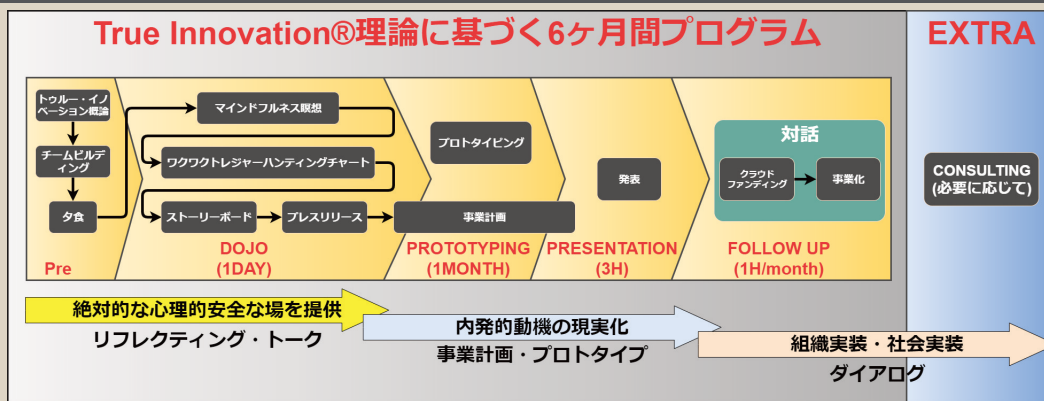 True Innovation®理論に基づく6ヶ月間プログラム
EXTRA
トゥルー・イノ
ベーション概論
チームビルデ
ィング
夕食
Pre
マインドフルネス瞑想
ワクワクトレジャーハンティングチャート
ストーリーボード
プレスリリース
DOJO
(1DAY)
プロトタイピング
事業計画
PROTOTYPING
(1MONTH)
発表
PRESENTATION
(3H)
対話
クラウド
ファンディング
事業化
FOLLOW UP
(1H/month)
CONSULTING
(必要に応じて)
絶対的な心理的安全な場を提供
リフレクティング・トーク
内発的動機の現実化
事業計画・プロトタイプ
組織実装・社会実装
ダイアログ